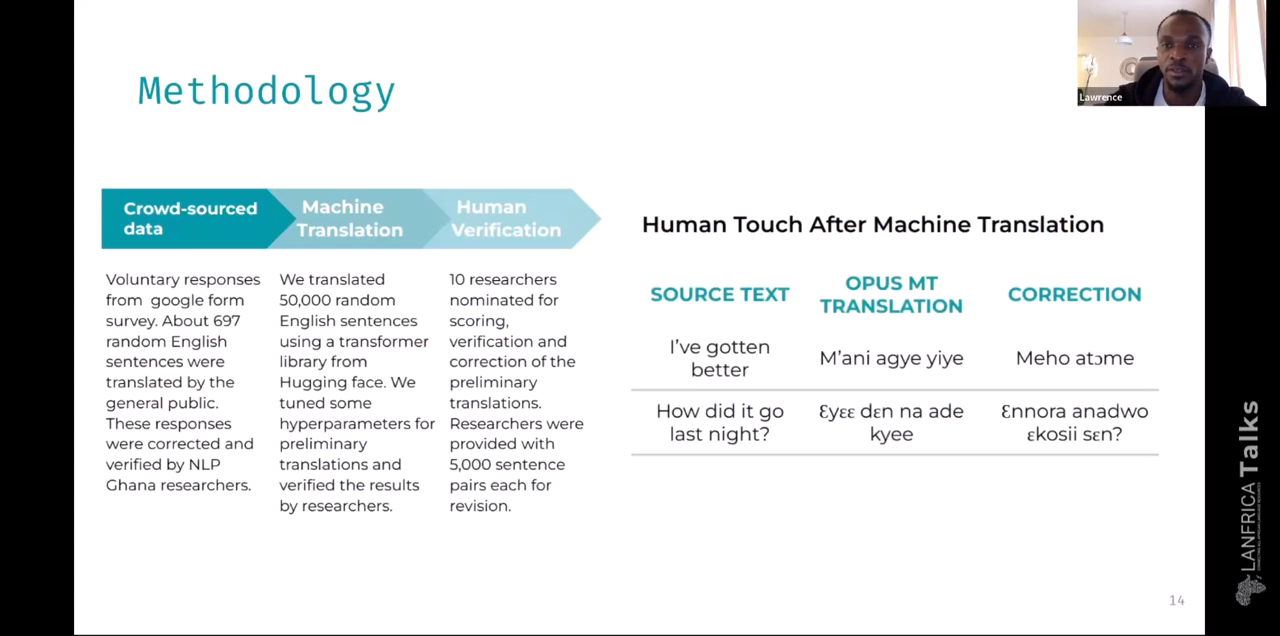 Methodology
Lawrence
Crowd-sourced
data
Machine
Translation
Human
Verification
Voluntary responses
from google form
survey. About 697
random English
sentences were
translated by the
general public.
These responses
were corrected and
verified by NLP
Ghana researchers.
We translated
50,000 random
English sentences
using a transformer
library from
Hugging face. We
tuned some
hyperparameters for
preliminary
translations and
verified the results
by researchers.
10 researchers
nominated for
scoring,
verification and
correction of the
preliminary
translations.
Researchers were
provided with
5,000 sentence
pairs each for
revision.
Human Touch After Machine Translation
SOURCE TEXT
OPUS MT
TRANSLATION
CORRECTION
I’ve gotten
better
M’ani agye yiye
Meho atɔme
How did it go
last night?
Ɛyɛɛ dɛn na ade
kyee
Ɛnnora anadwo
ɛkosii sɛn?
14
LANFRICA Talks